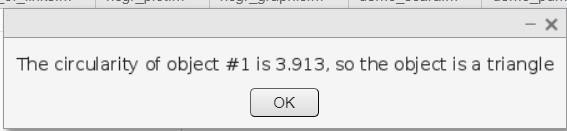 The circularity of object #1 is 3.913, so the object is a triangle
OK